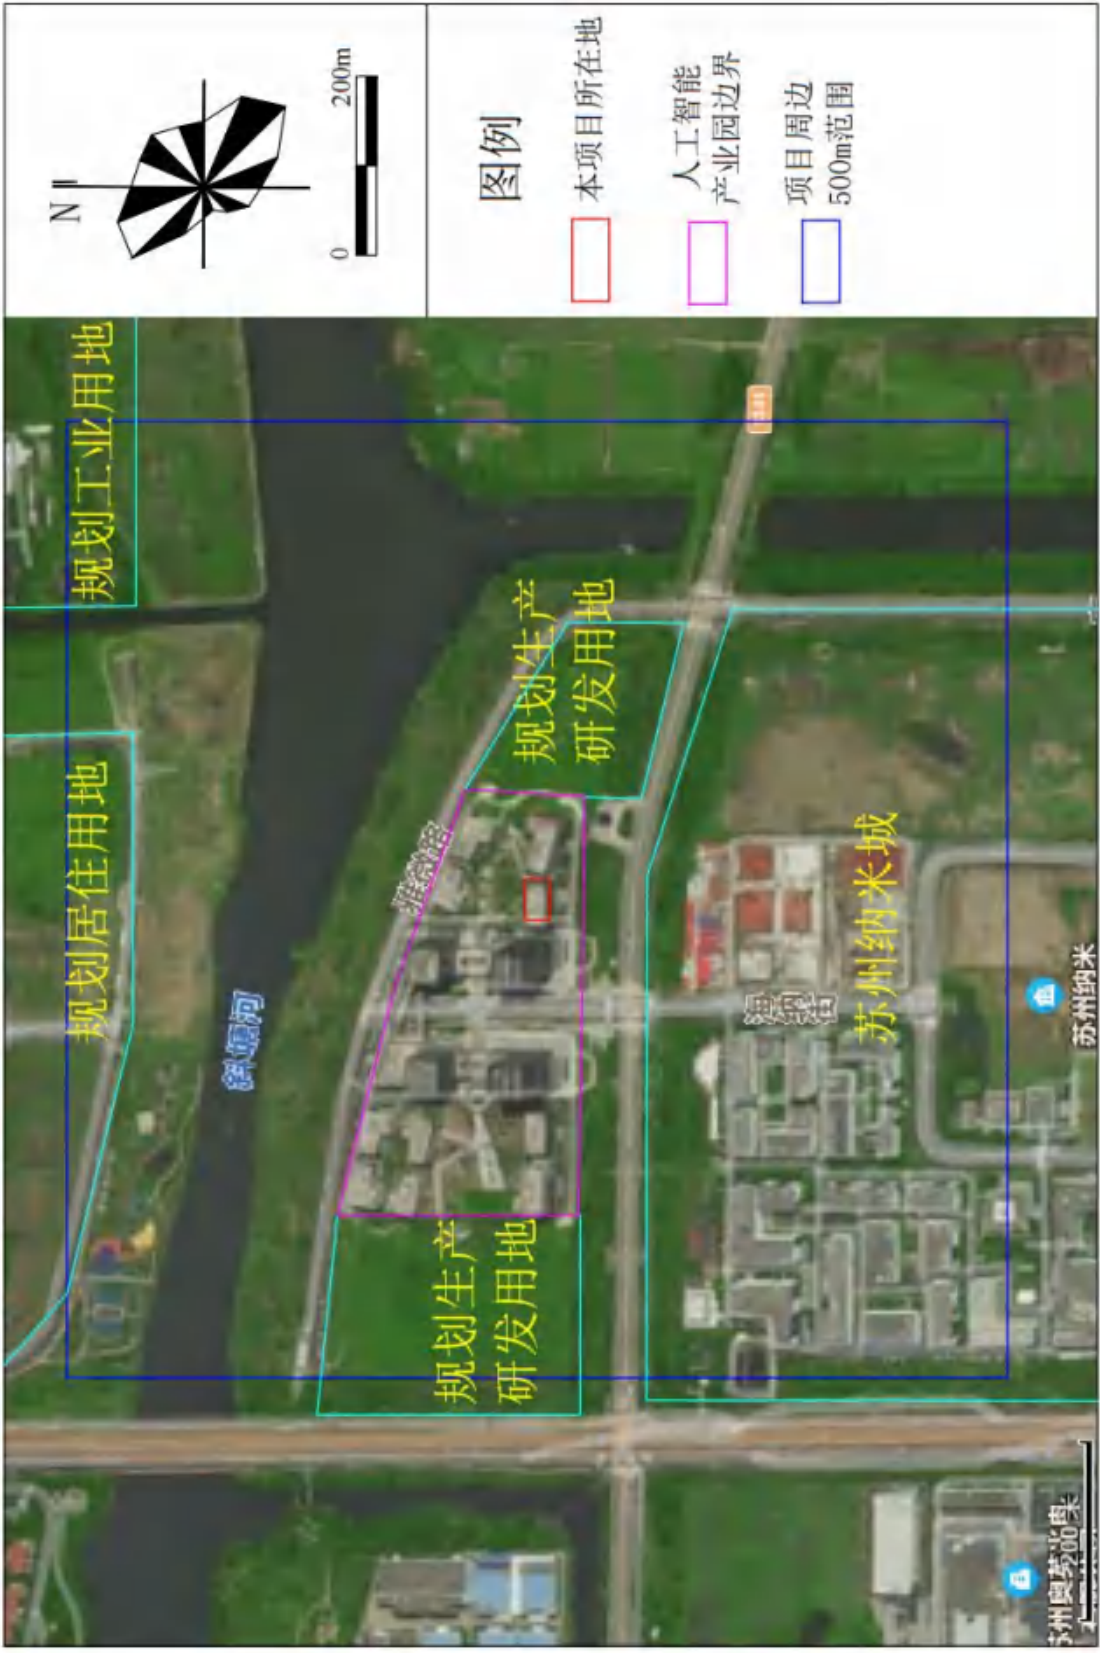 N
0
200m
图例
本项目所在地
人工智能
产业园边界
项目周边
500m范围
规划工业用地
规划居住用地
斜塘河
规划生产
研发用地
规划生产
研发用地
苏州纳米城
苏州纳米